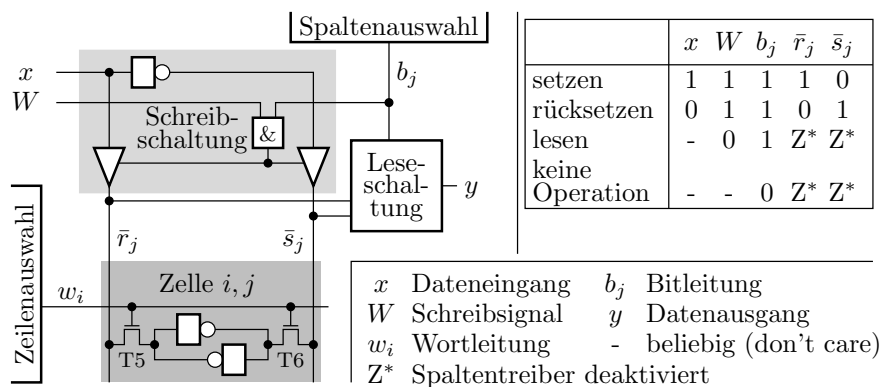 Spaltenauswahl
x
W
b_j
Schreib-
schaltung
&
Lese-
schal-
tung
y
r̄_j
s̄_j
Zeilenauswahl
w_i
Zelle i, j
T5
T6
x W b_j r̄_j s̄_j
setzen 1 1 1 1 0
rücksetzen 0 1 1 0 1
lesen - 0 1 Z* Z*
keine
Operation - - 0 Z* Z*
x Dateneingang b_j Bitleitung
W Schreibsignal y Datenausgang
w_i Wortleitung - beliebig (don't care)
Z* Spaltentreiber deaktiviert